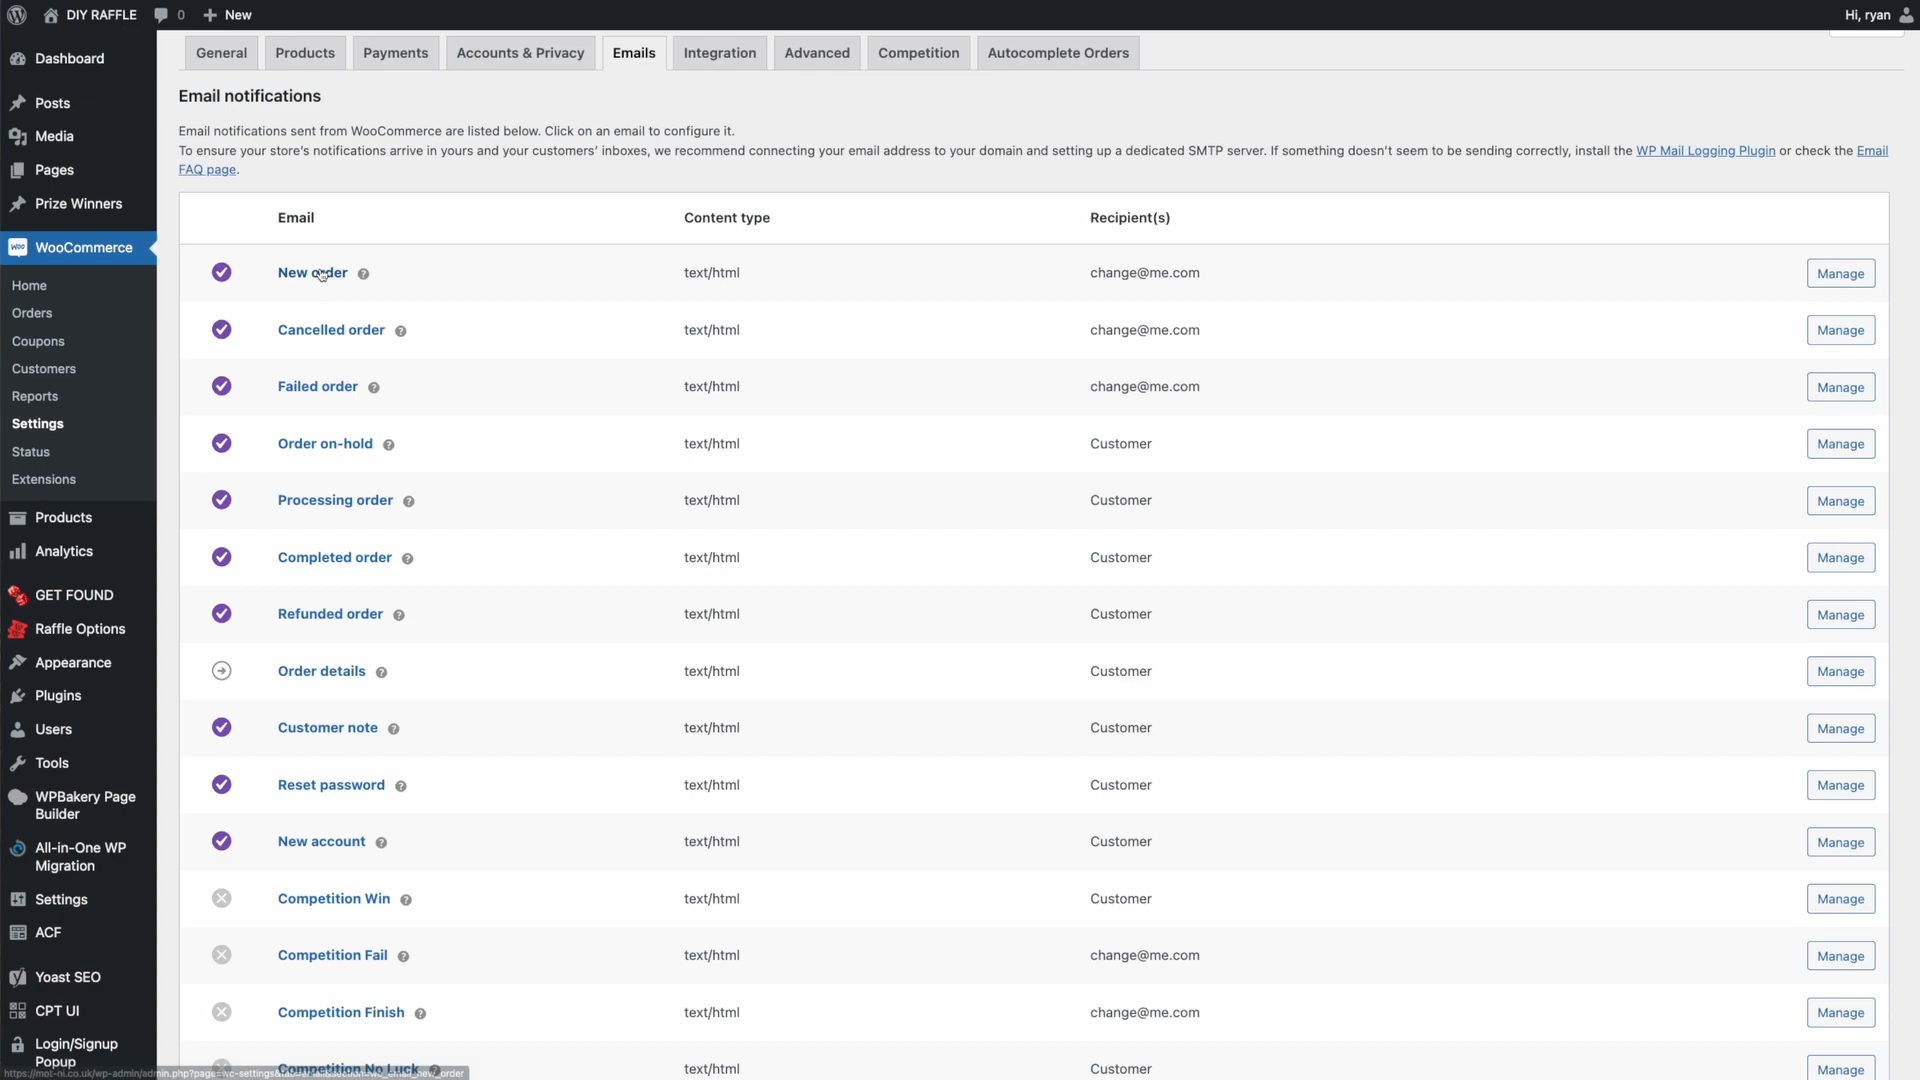 DIY RAFFLE
0
New
Hi, ryan
Dashboard
Posts
Media
Pages
Prize Winners
WooCommerce
Home
Orders
Coupons
Customers
Reports
Settings
Status
Extensions
Products
Analytics
GET FOUND
Raffle Options
Appearance
Plugins
Users
Tools
WPBakery Page
Builder
All-in-One WP
Migration
Settings
ACF
Yoast SEO
CPT UI
Login/Signup
Popup
General
Products
Payments
Accounts & Privacy
Emails
Integration
Advanced
Competition
Autocomplete Orders
Email notifications
Email notifications sent from WooCommerce are listed below. Click on an email to configure it.
To ensure your store's notifications arrive in yours and your customers' inboxes, we recommend connecting your email address to your domain and setting up a dedicated SMTP server. If something doesn't seem to be sending correctly, install the WP Mail Logging Plugin or check the Email
FAQ page.
Email Content type Recipient(s)
New order text/html change@me.com Manage
Cancelled order text/html change@me.com Manage
Failed order text/html change@me.com Manage
Order on-hold text/html Customer Manage
Processing order text/html Customer Manage
Completed order text/html Customer Manage
Refunded order text/html Customer Manage
Order details text/html Customer Manage
Customer note text/html Customer Manage
Reset password text/html Customer Manage
New account text/html Customer Manage
Competition Win text/html Customer Manage
Competition Fail text/html change@me.com Manage
Competition Finish text/html change@me.com Manage
Competition No Luck text/html Customer Manage